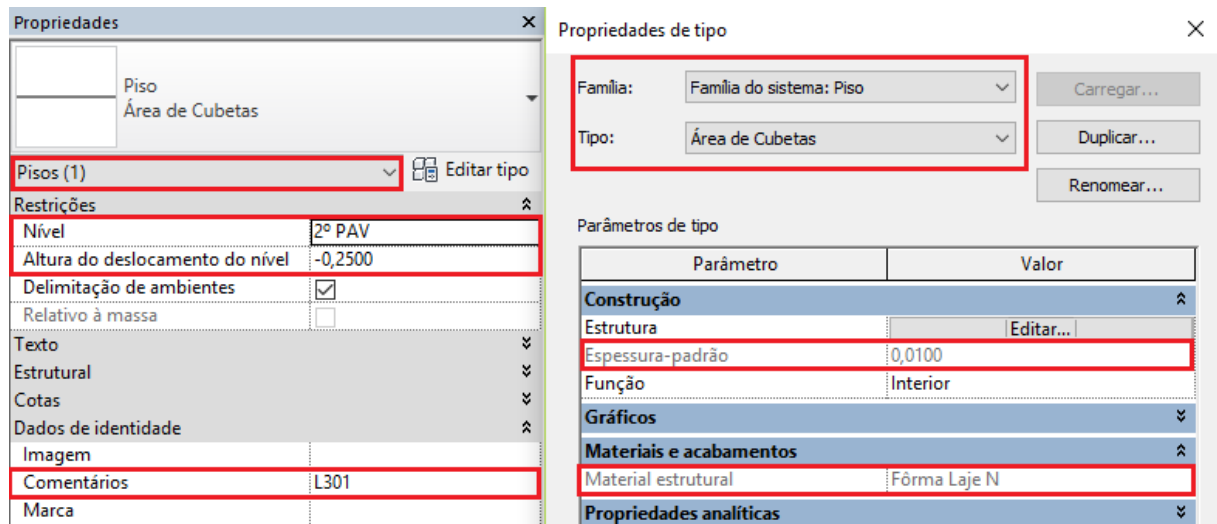 Propriedades
Piso
Área de Cubetas
Pisos (1)
Editar tipo
Restrições
Nível 2º PAV
Altura do deslocamento do nível -0,2500
Delimitação de ambientes
Relativo à massa
Texto
Estrutural
Cotas
Dados de identidade
Imagem
Comentários L301
Marca
Propriedades de tipo
Família: Família do sistema: Piso Carregar...
Tipo: Área de Cubetas Duplicar...
Renomear...
Parâmetros de tipo
Parâmetro Valor
Construção
Estrutura Editar...
Espessura-padrão 0,0100
Função Interior
Gráficos
Materiais e acabamentos
Material estrutural Fôrma Laje N
Propriedades analíticas